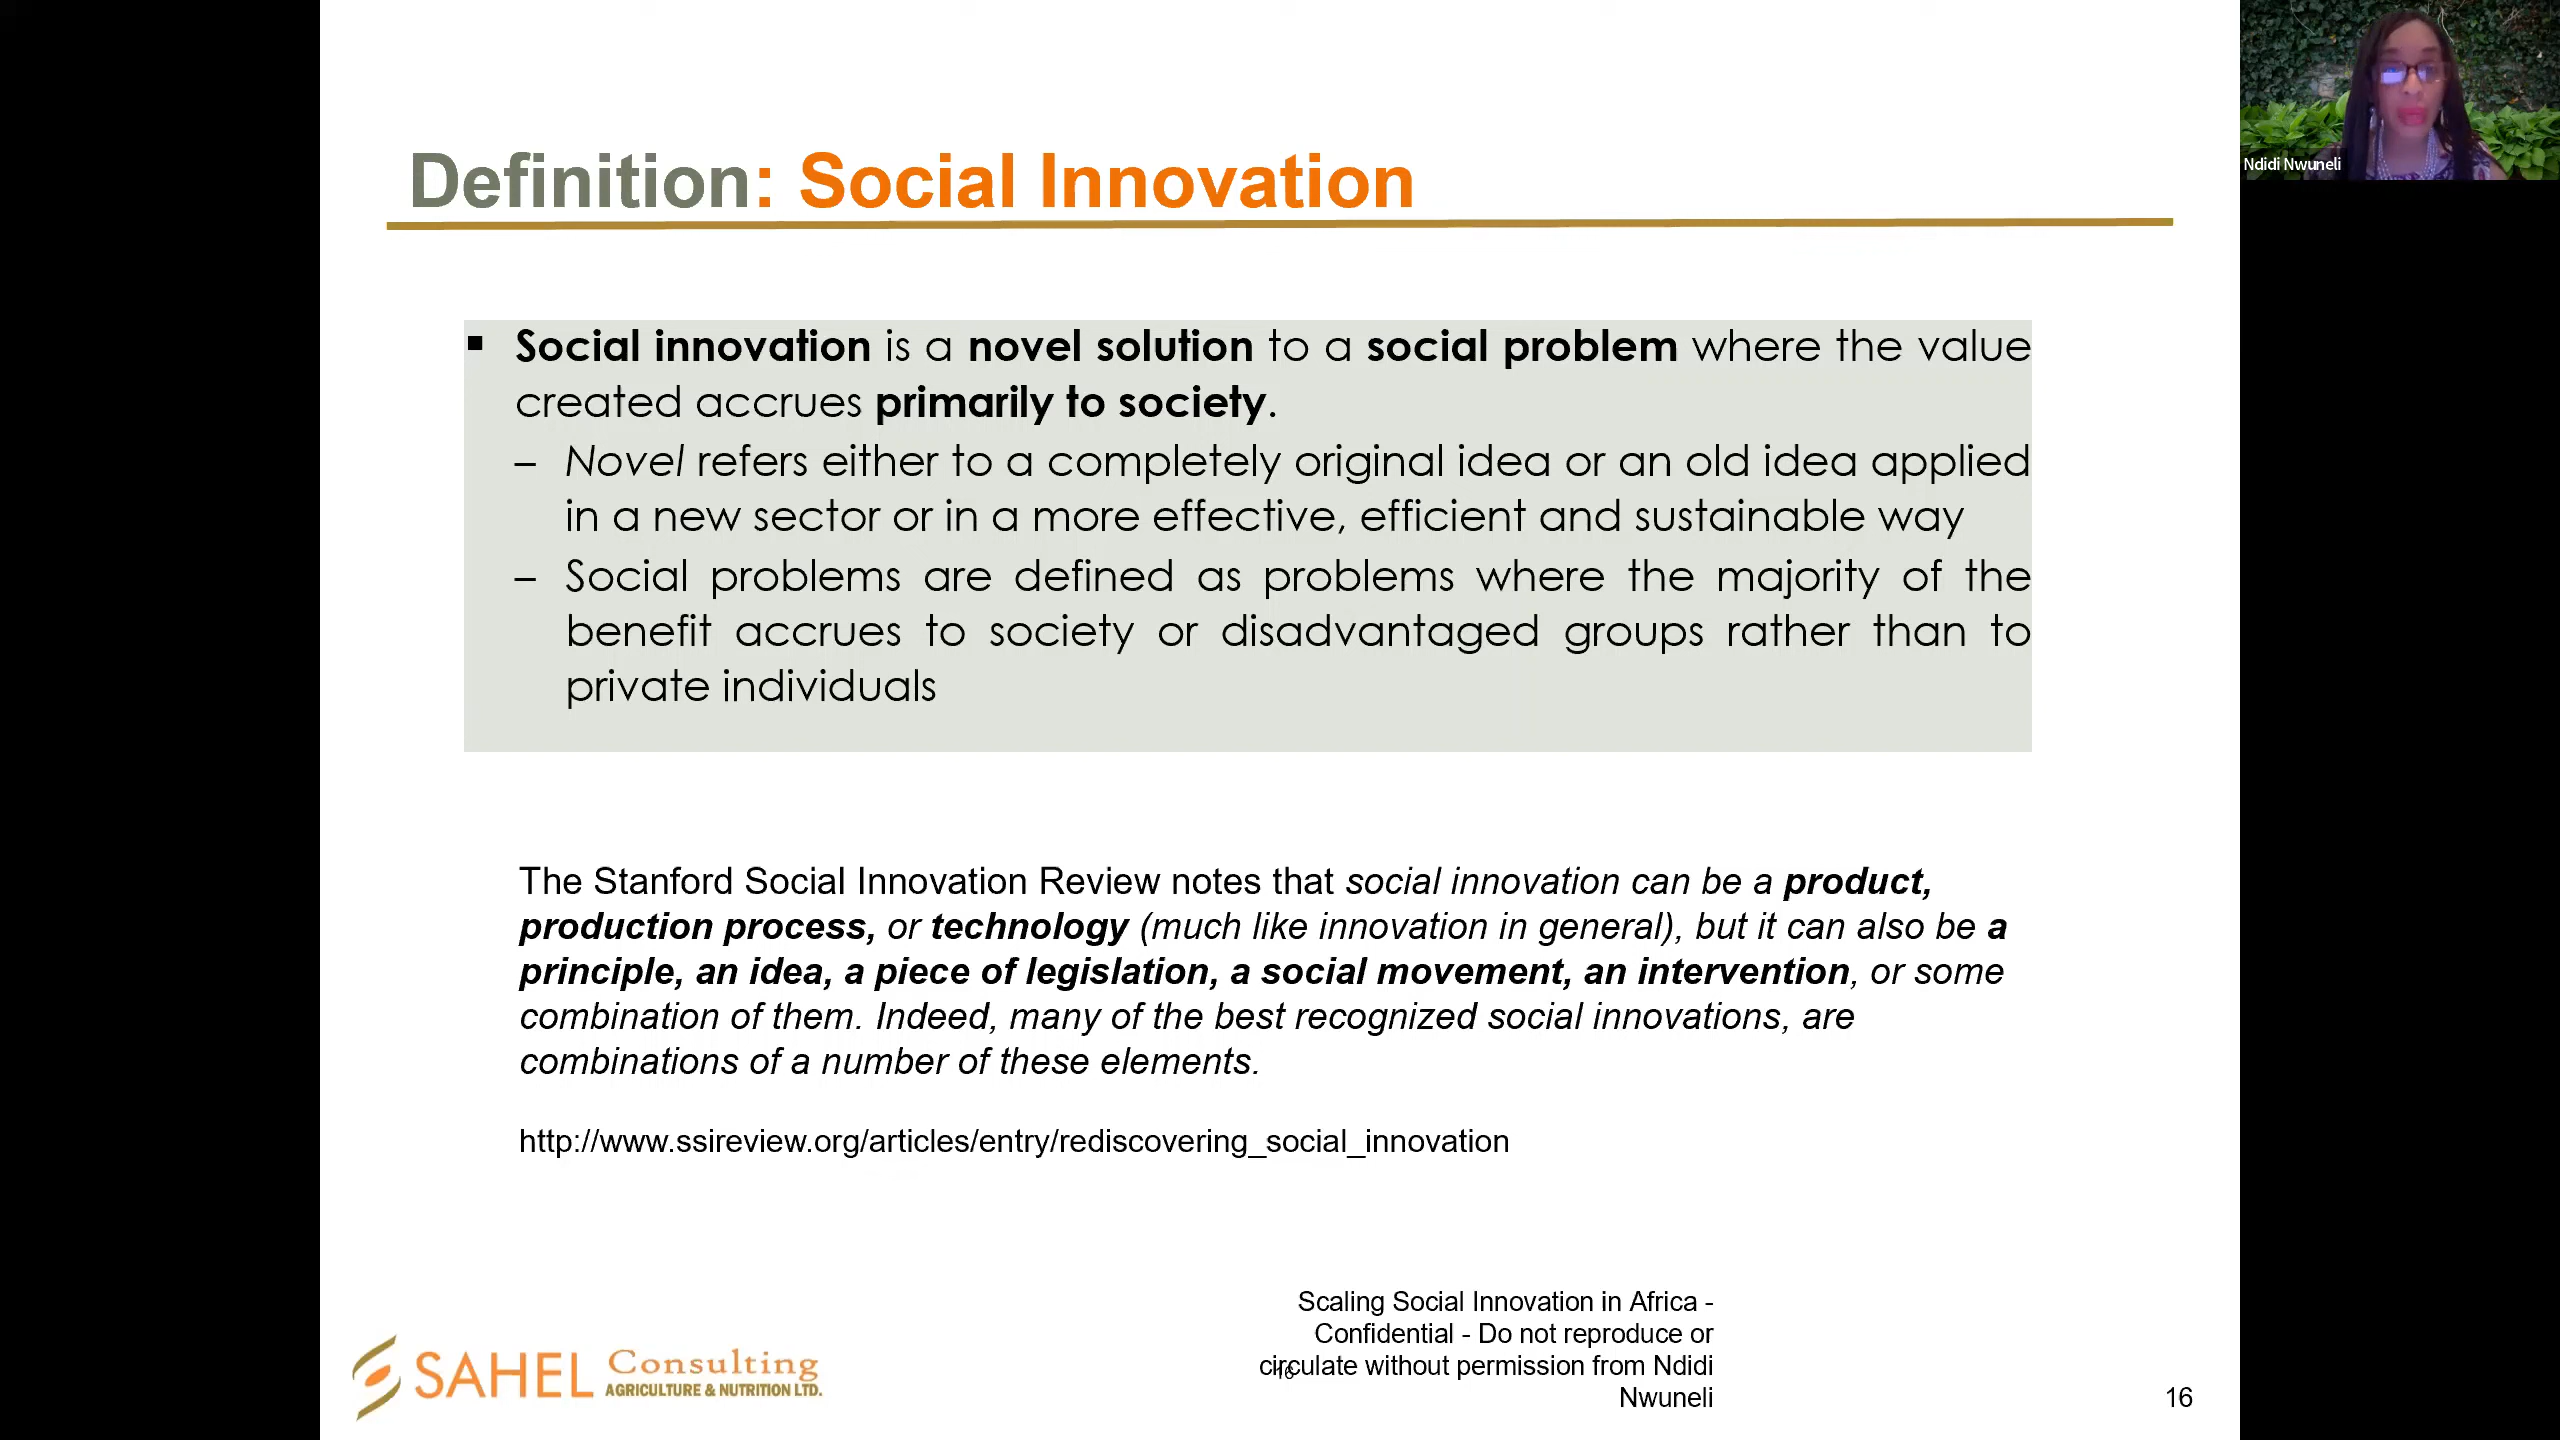 Ndidi Nwuneli
Definition: Social Innovation
▪ Social innovation is a novel solution to a social problem where the value
created accrues primarily to society.
– Novel refers either to a completely original idea or an old idea applied
in a new sector or in a more effective, efficient and sustainable way
– Social problems are defined as problems where the majority of the
benefit accrues to society or disadvantaged groups rather than to
private individuals
The Stanford Social Innovation Review notes that social innovation can be a product,
production process, or technology (much like innovation in general), but it can also be a
principle, an idea, a piece of legislation, a social movement, an intervention, or some
combination of them. Indeed, many of the best recognized social innovations, are
combinations of a number of these elements.
http://www.ssireview.org/articles/entry/rediscovering_social_innovation
Scaling Social Innovation in Africa -
Confidential - Do not reproduce or
circulate without permission from Ndidi
Nwuneli
16
SAHEL Consulting
AGRICULTURE & NUTRITION LTD.
16